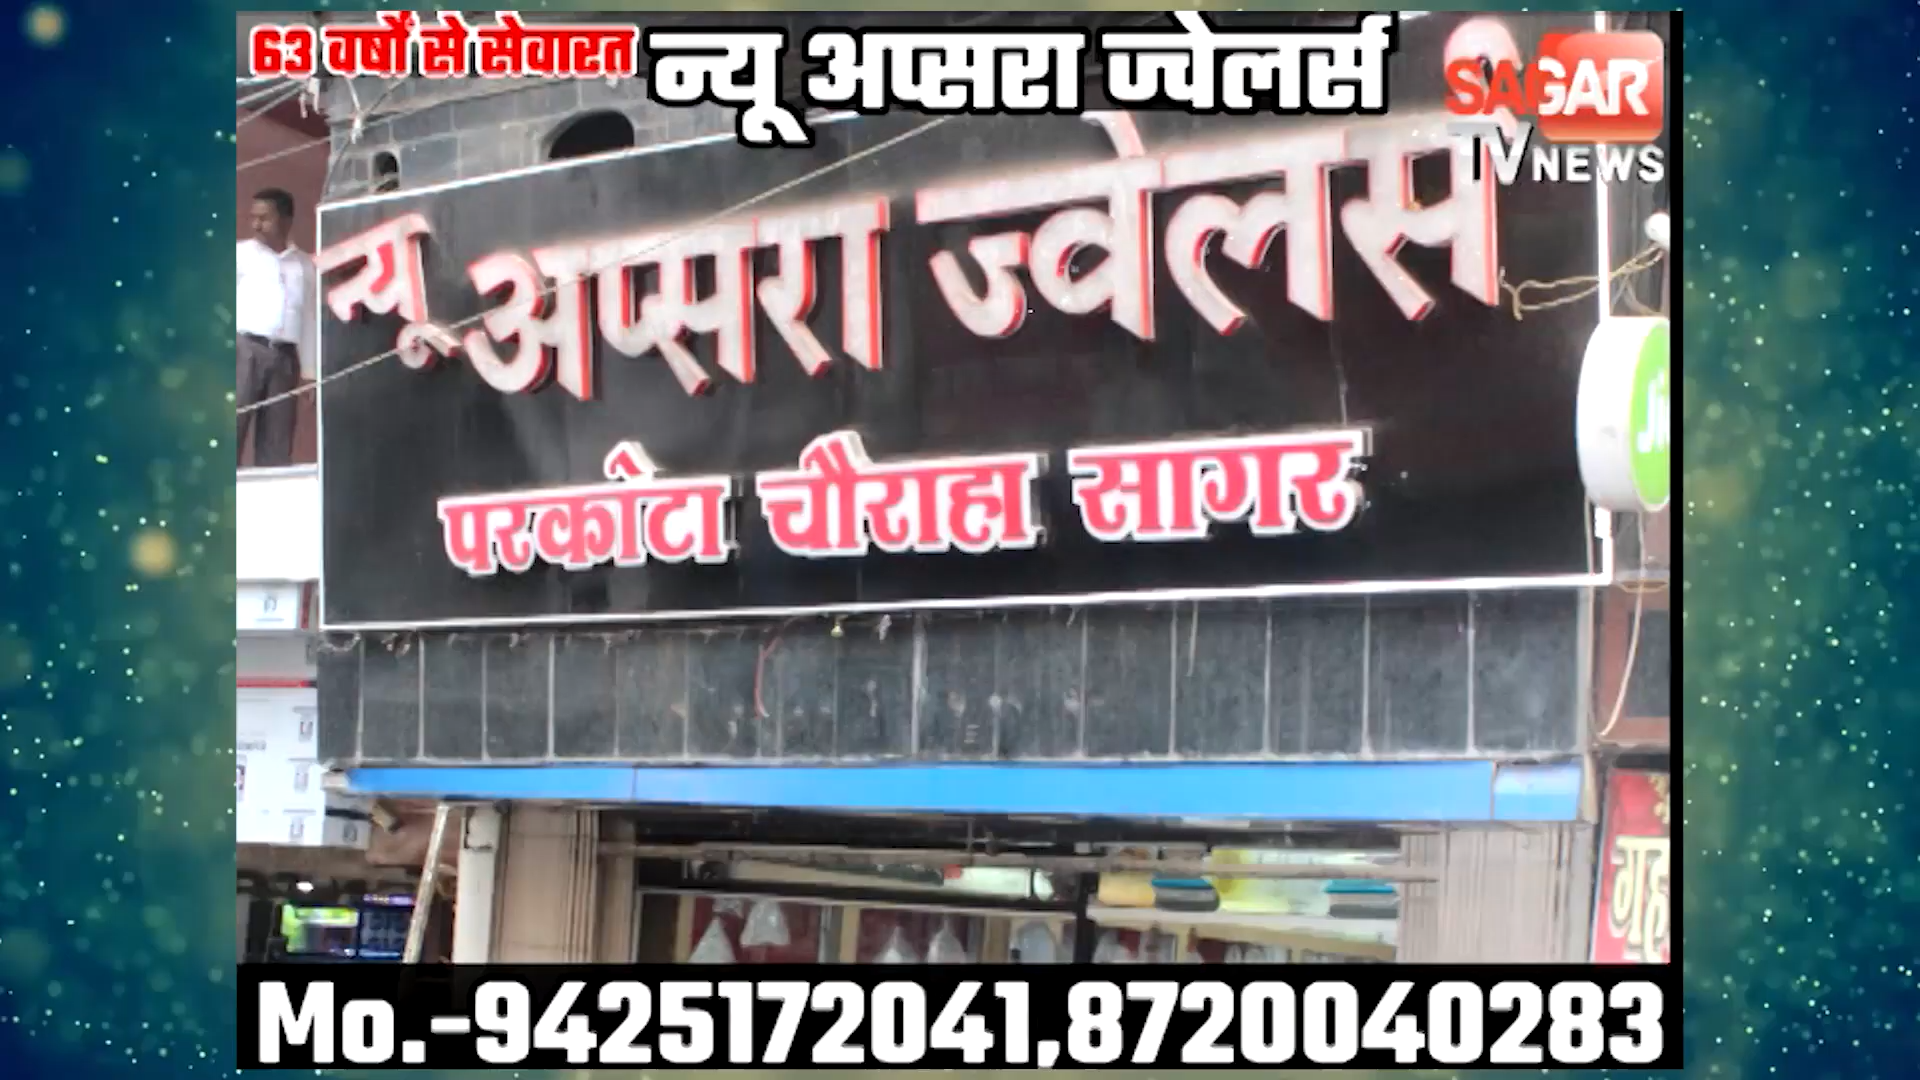 63 वर्षों से सेवारत न्यू अप्सरा ज्वेलर्स
SAGAR
TV NEWS
न्यू अप्सरा ज्वेलर्स
परकोटा चौराहा सागर
Mo.-9425172041,8720040283